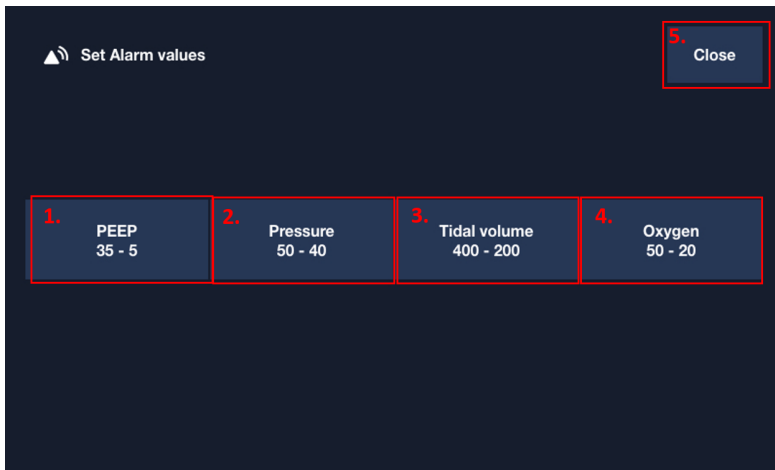 Set Alarm values
5.
Close
1.
PEEP
35 - 5
2.
Pressure
50 - 40
3.
Tidal volume
400 - 200
4.
Oxygen
50 - 20